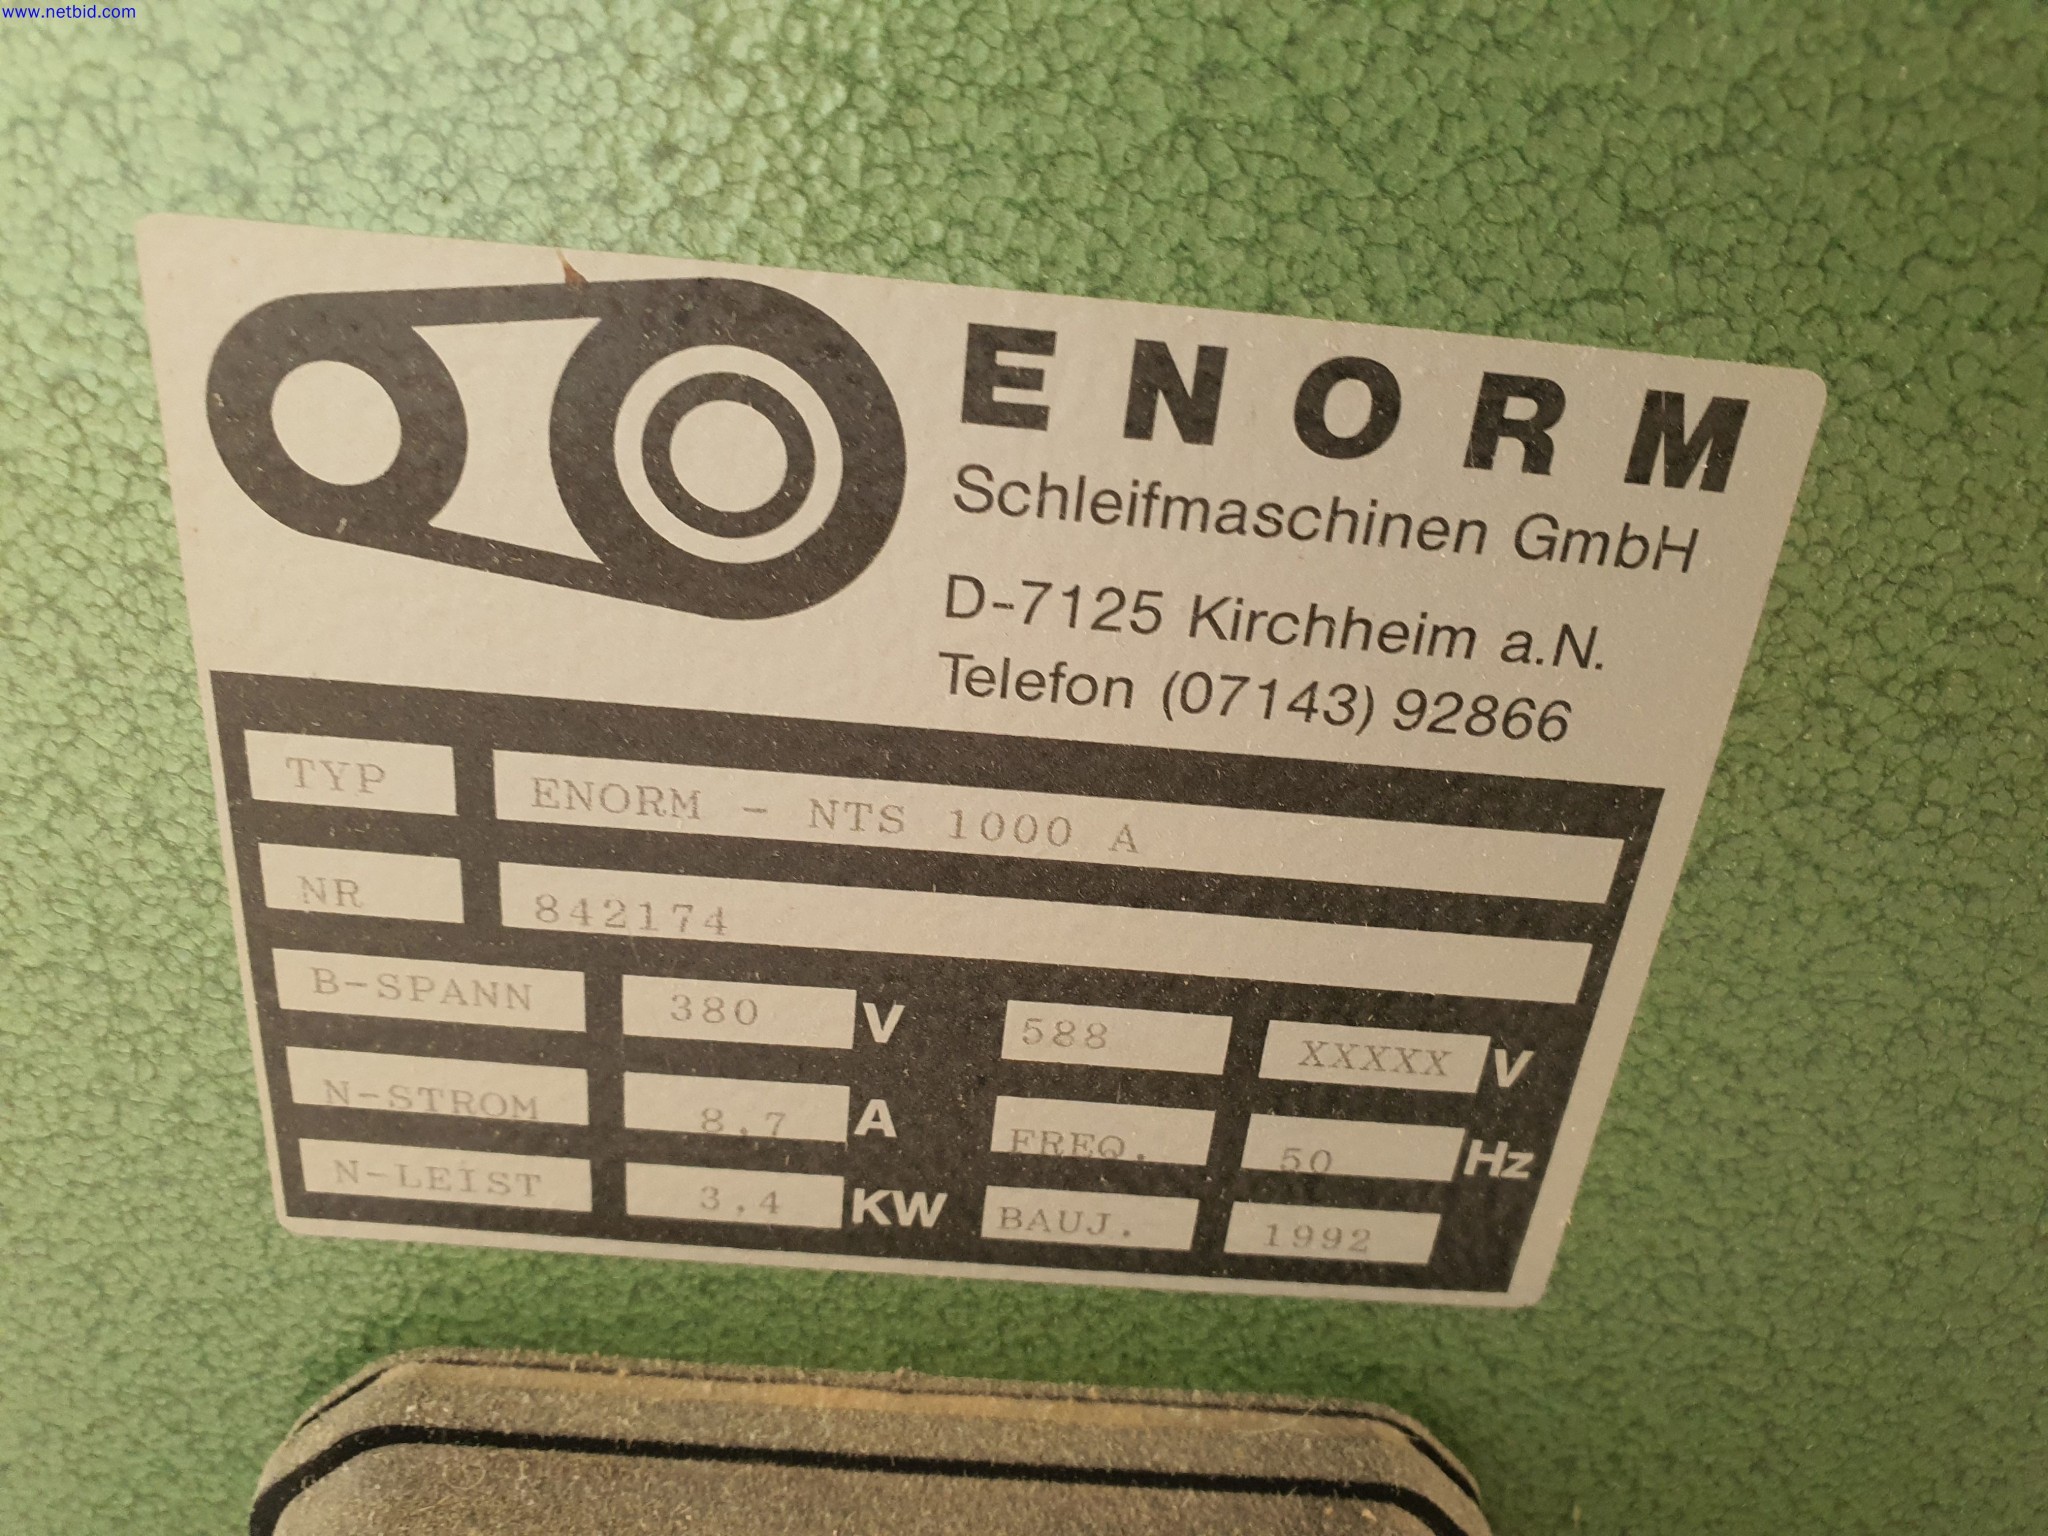 www.netbid.com
ENORM
Schleifmaschinen GmbH
D-7125 Kirchheim a.N.
Telefon (07143) 92866
TYP ENORM - NTS 1000 A
NR 842174
B-SPANN 380 V 588 XXXXX V
N-STROM 8,7 A FREQ. 50 Hz
N-LEIST 3,4 KW BAUJ. 1992